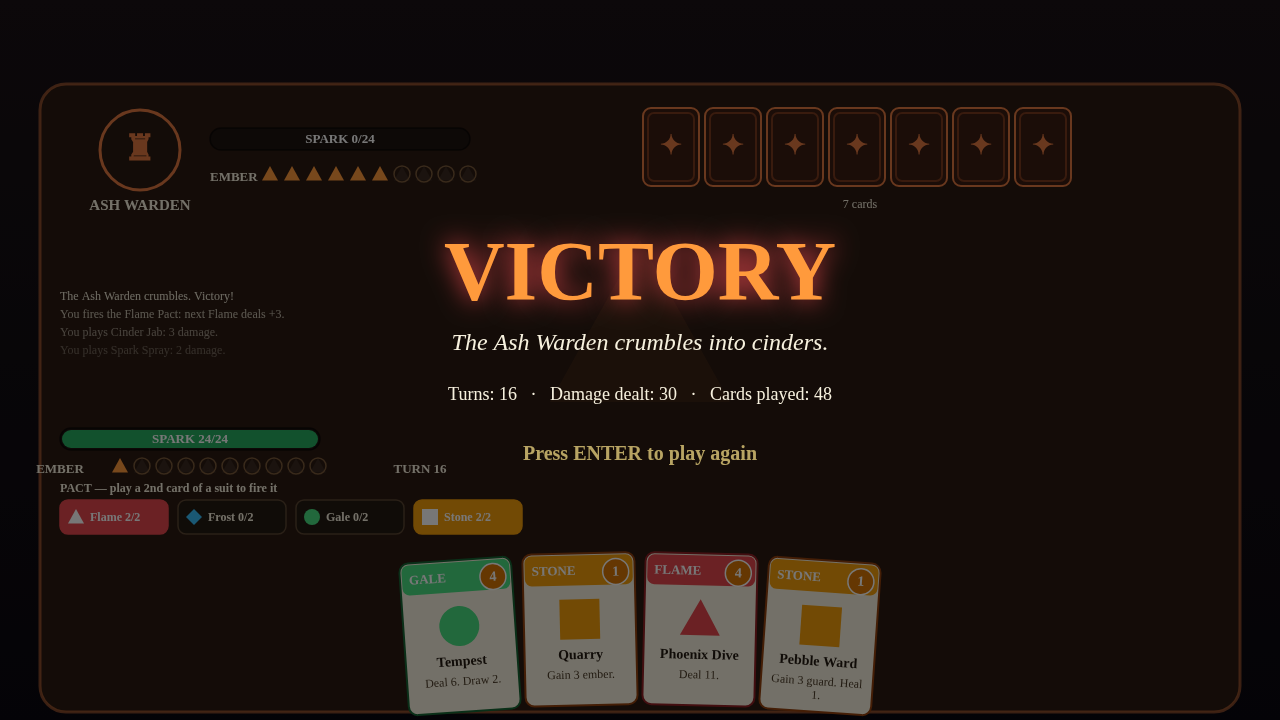 SPARK 0/24
EMBER
ASH WARDEN
7 cards
VICTORY
The Ash Warden crumbles into cinders.
Turns: 16 · Damage dealt: 30 · Cards played: 48
Press ENTER to play again
The Ash Warden crumbles. Victory!
You fires the Flame Pact: next Flame deals +3.
You plays Cinder Jab: 3 damage.
You plays Spark Spray: 2 damage.
SPARK 24/24
EMBER
TURN 16
PACT — play a 2nd card of a suit to fire it
Flame 2/2
Frost 0/2
Gale 0/2
Stone 2/2
GALE
4
Tempest
Deal 6. Draw 2.
STONE
1
Quarry
Gain 3 ember.
FLAME
4
Phoenix Dive
Deal 11.
STONE
1
Pebble Ward
Gain 3 guard. Heal
1.